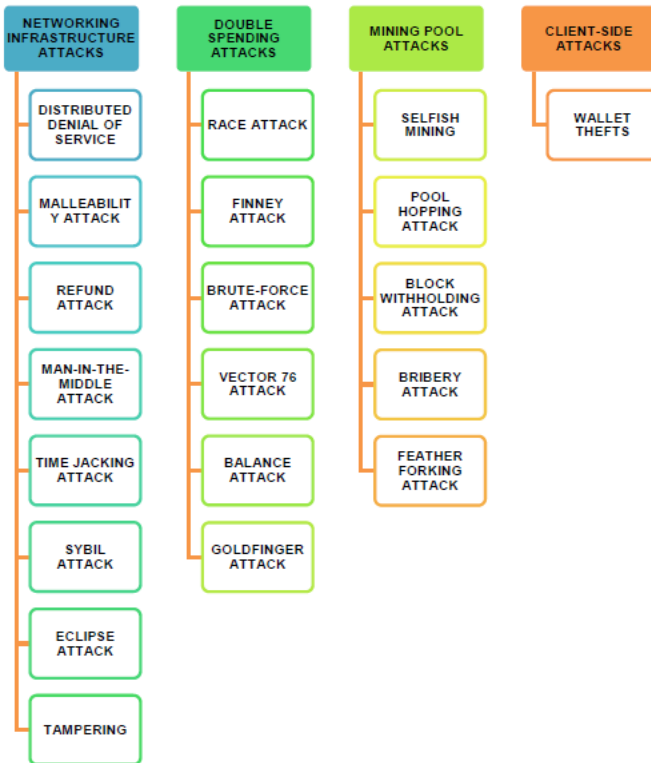 NETWORKING
INFRASTRUCTURE
ATTACKS
DISTRIBUTED
DENIAL OF
SERVICE
MALLEABILIT
Y ATTACK
REFUND
ATTACK
MAN-IN-THE-
MIDDLE
ATTACK
TIME JACKING
ATTACK
SYBIL
ATTACK
ECLIPSE
ATTACK
TAMPERING
DOUBLE
SPENDING
ATTACKS
RACE ATTACK
FINNEY
ATTACK
BRUTE-FORCE
ATTACK
VECTOR 76
ATTACK
BALANCE
ATTACK
GOLDFINGER
ATTACK
MINING POOL
ATTACKS
SELFISH
MINING
POOL
HOPPING
ATTACK
BLOCK
WITHHOLDING
ATTACK
BRIBERY
ATTACK
FEATHER
FORKING
ATTACK
CLIENT-SIDE
ATTACKS
WALLET
THEFTS